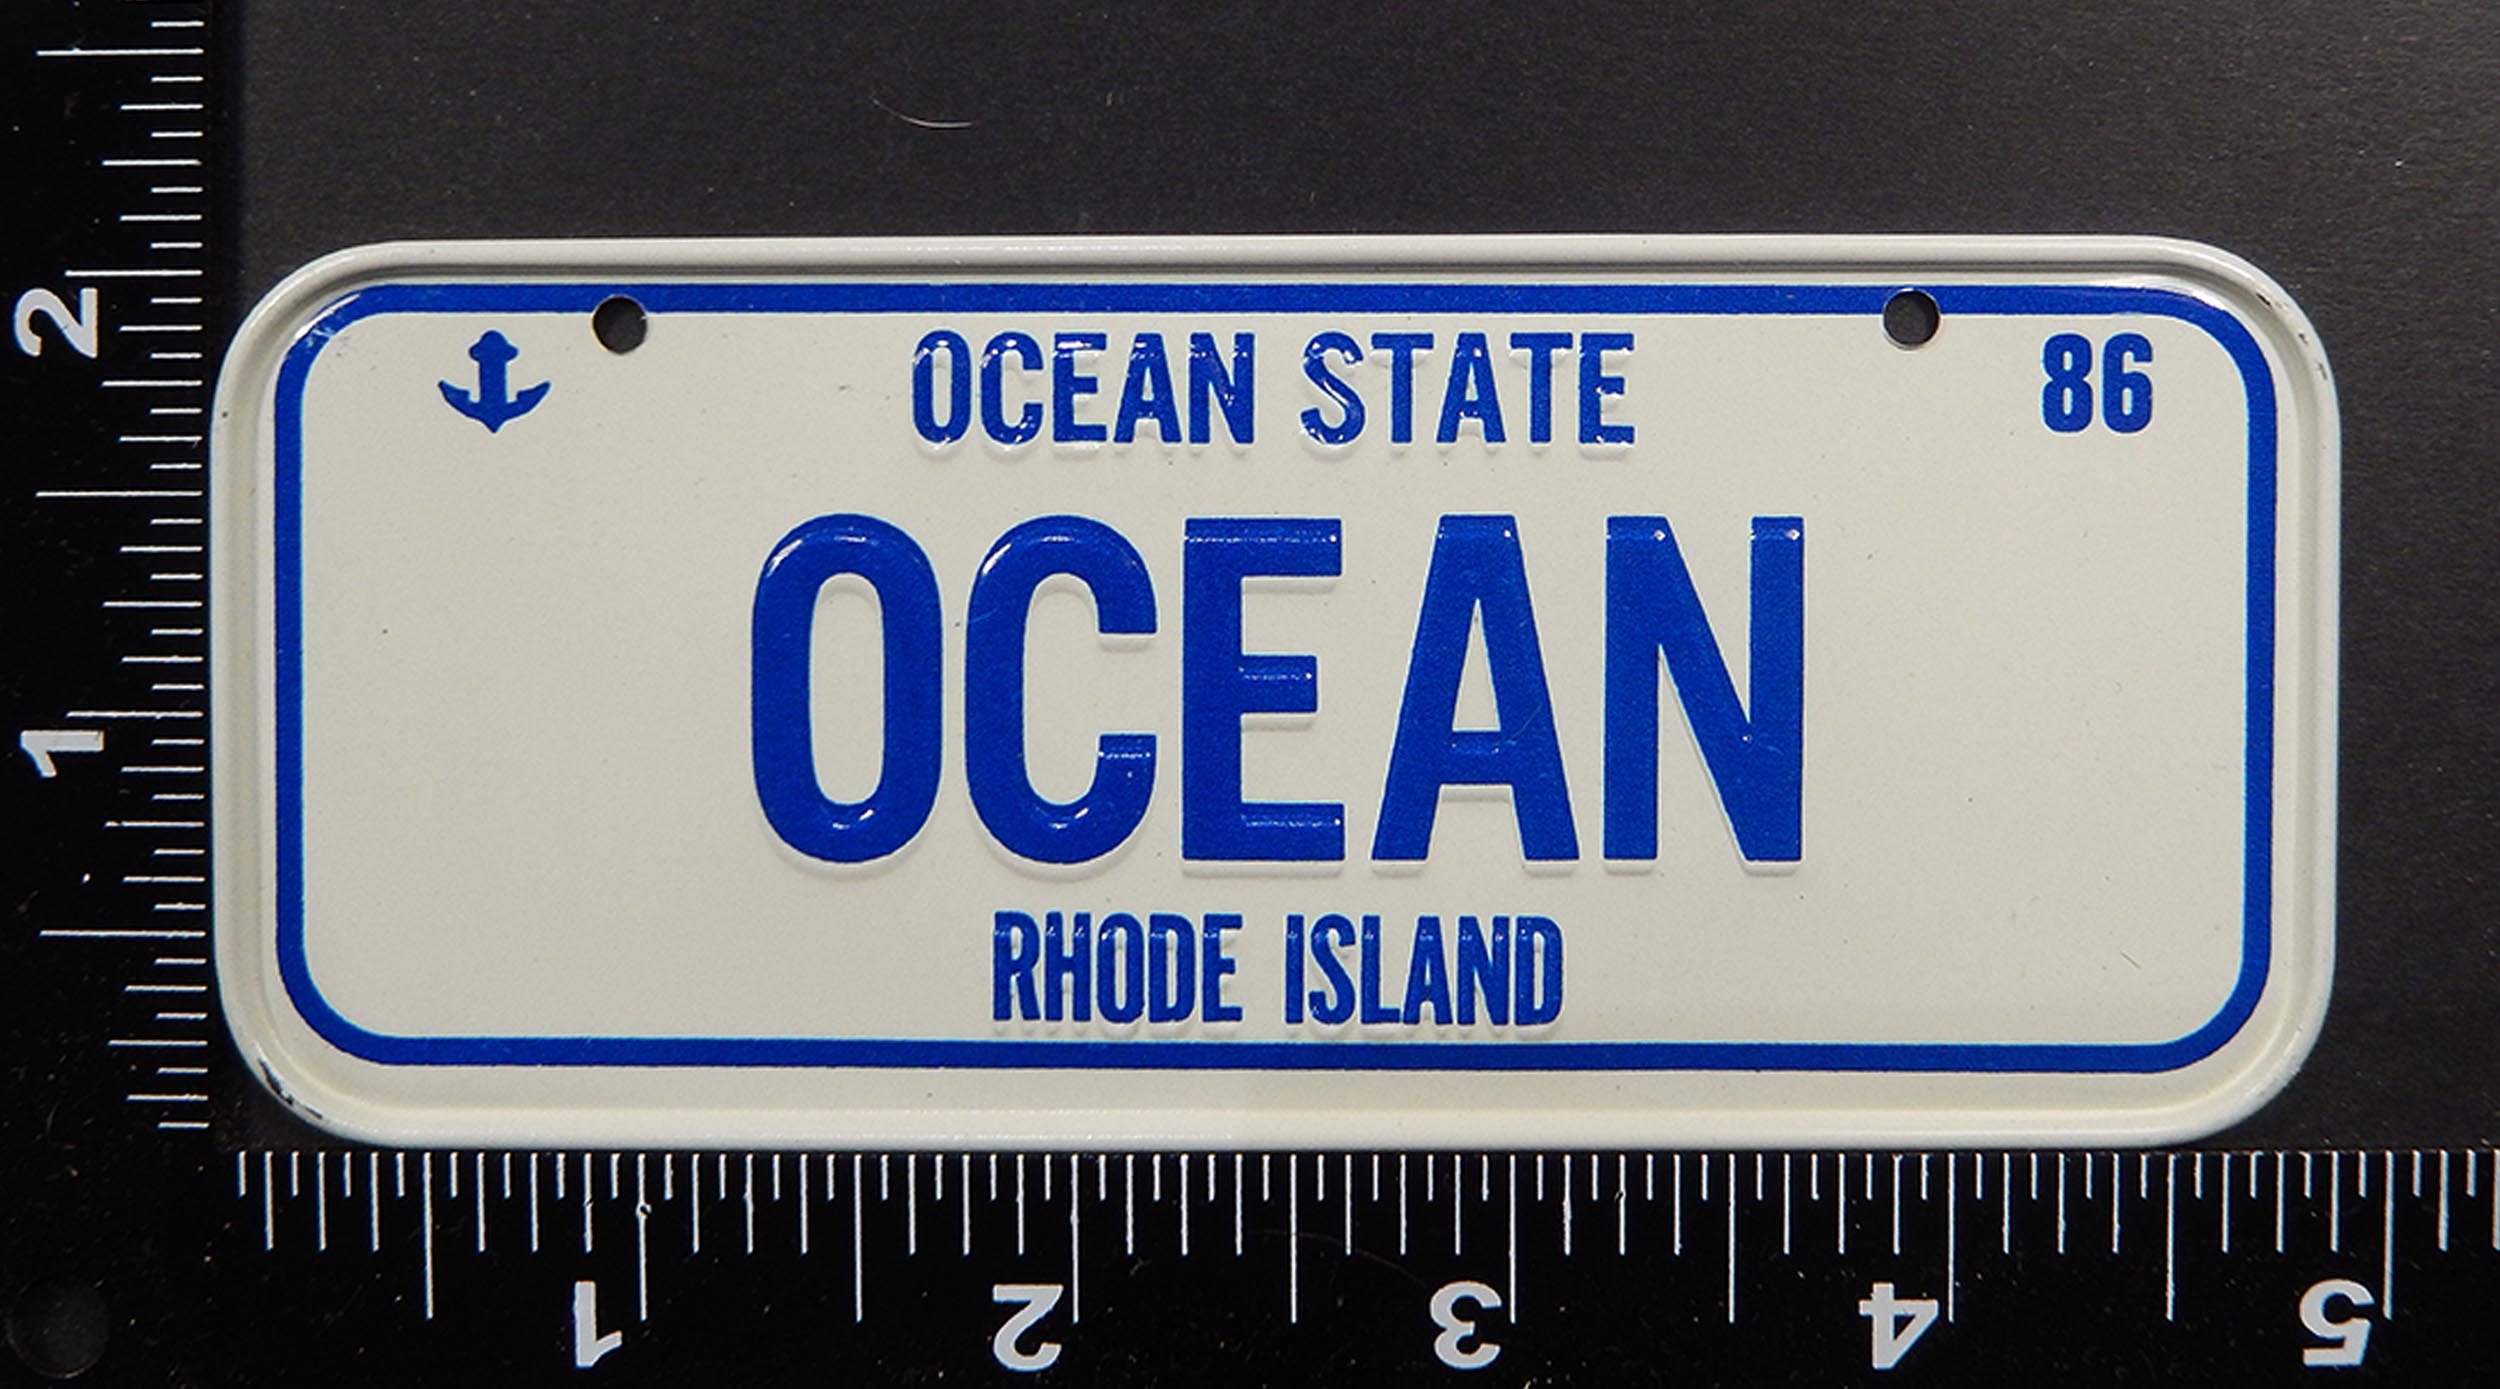 OCEAN STATE 86
OCEAN
RHODE ISLAND
2
1
1 2 3 4 5